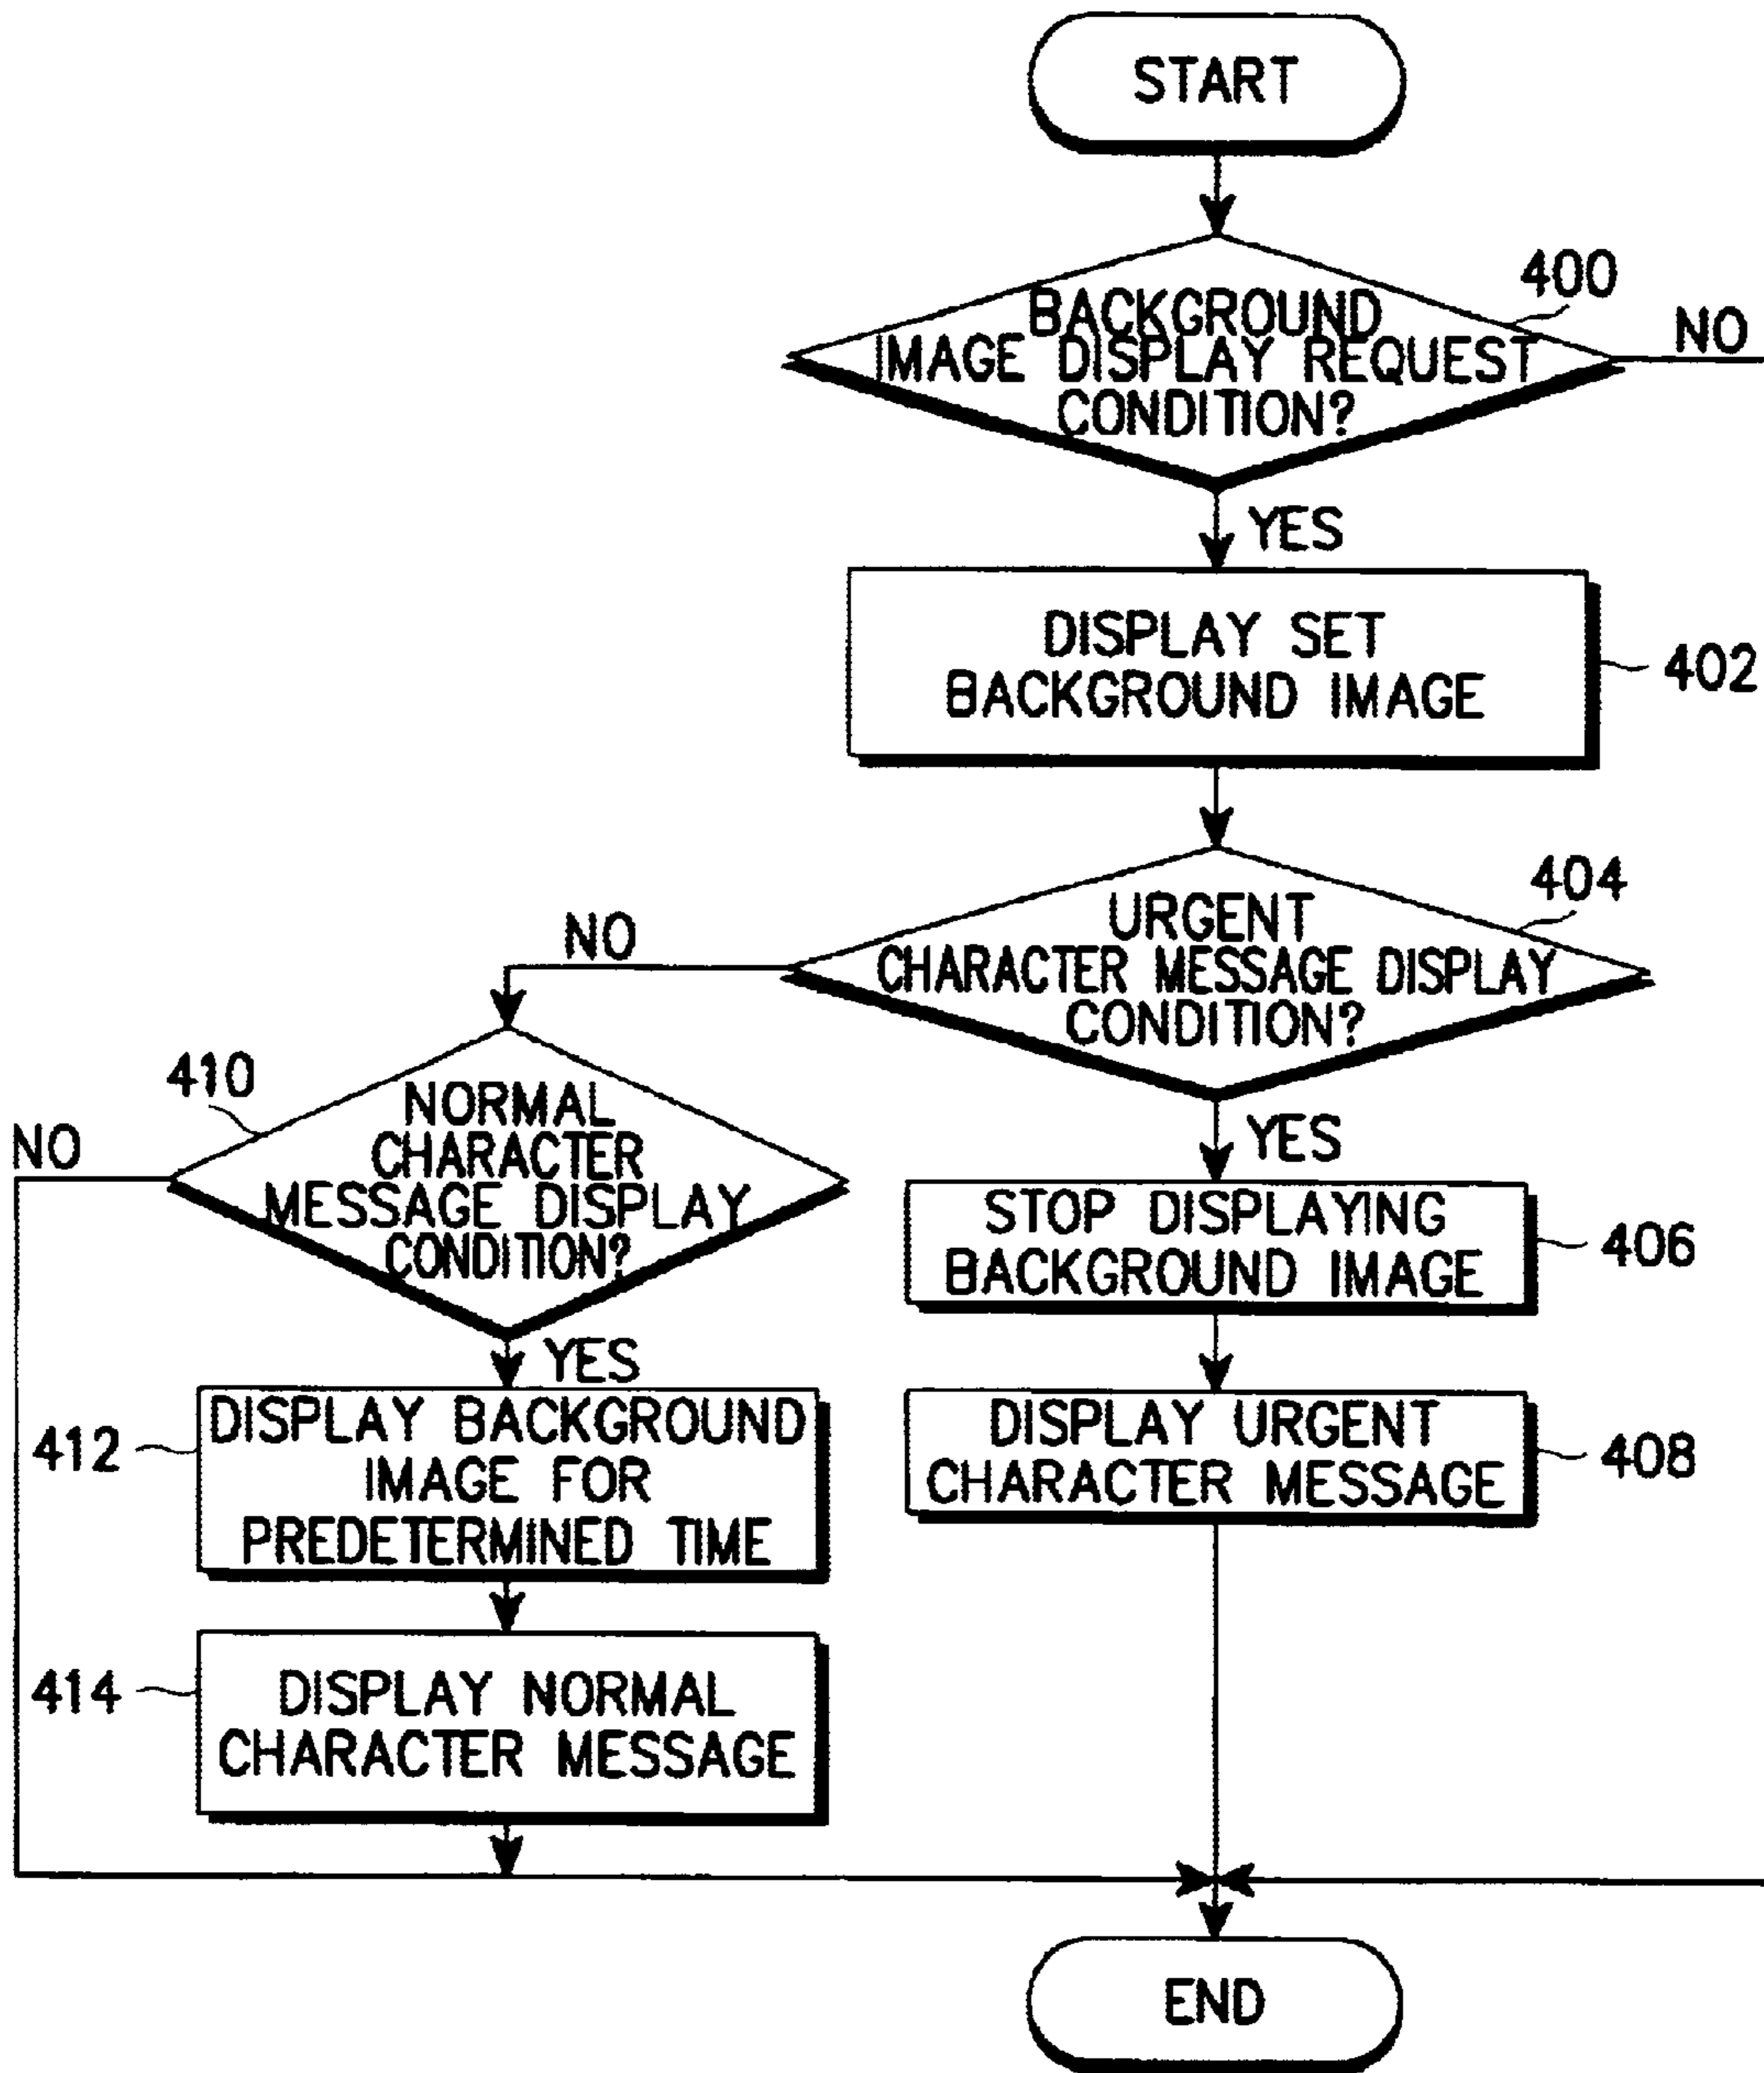 START
400
BACKGROUND
IMAGE DISPLAY REQUEST
CONDITION?
NO
YES
DISPLAY SET
BACKGROUND IMAGE
402
404
URGENT
CHARACTER MESSAGE DISPLAY
CONDITION?
NO
YES
410
NORMAL
CHARACTER
MESSAGE DISPLAY
CONDITION?
NO
YES
STOP DISPLAYING
BACKGROUND IMAGE
406
DISPLAY URGENT
CHARACTER MESSAGE
408
412
DISPLAY BACKGROUND
IMAGE FOR
PREDETERMINED TIME
414
DISPLAY NORMAL
CHARACTER MESSAGE
END